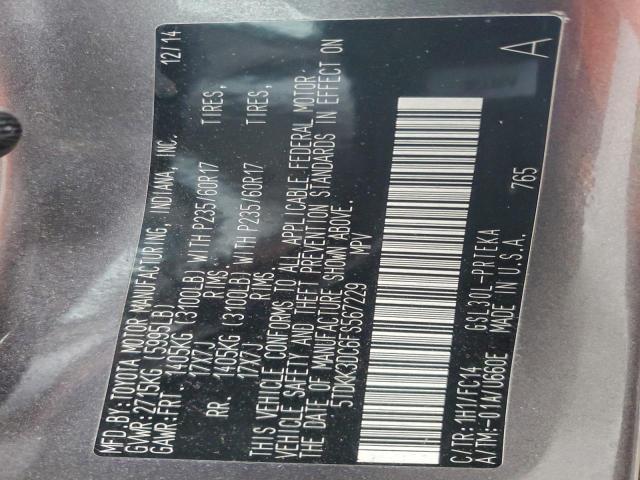 MFD.BY:TOYOTA MOTOR MANUFACTURING, INDIANA, INC. 12/14
GVWR:2715KG (5985LB)
GAWR:FRT 1405KG (3100LB) WITH P235/60R17 TIRES,
17X7J RIMS.
RR. 1405KG (3100LB) WITH P235/60R17 TIRES,
17X7J RIMS.
THIS VEHICLE CONFORMS TO ALL APPLICABLE FEDERAL MOTOR
VEHICLE SAFETY AND THEFT PREVENTION STANDARDS IN EFFECT ON
THE DATE OF MANUFACTURE SHOWN ABOVE.
5TDKK3DC6FS567229 MPV
C/TR:1H1/FC14 GSL30L-PRTEKA 765 A
A/TM:-01A/U660E MADE IN U.S.A.